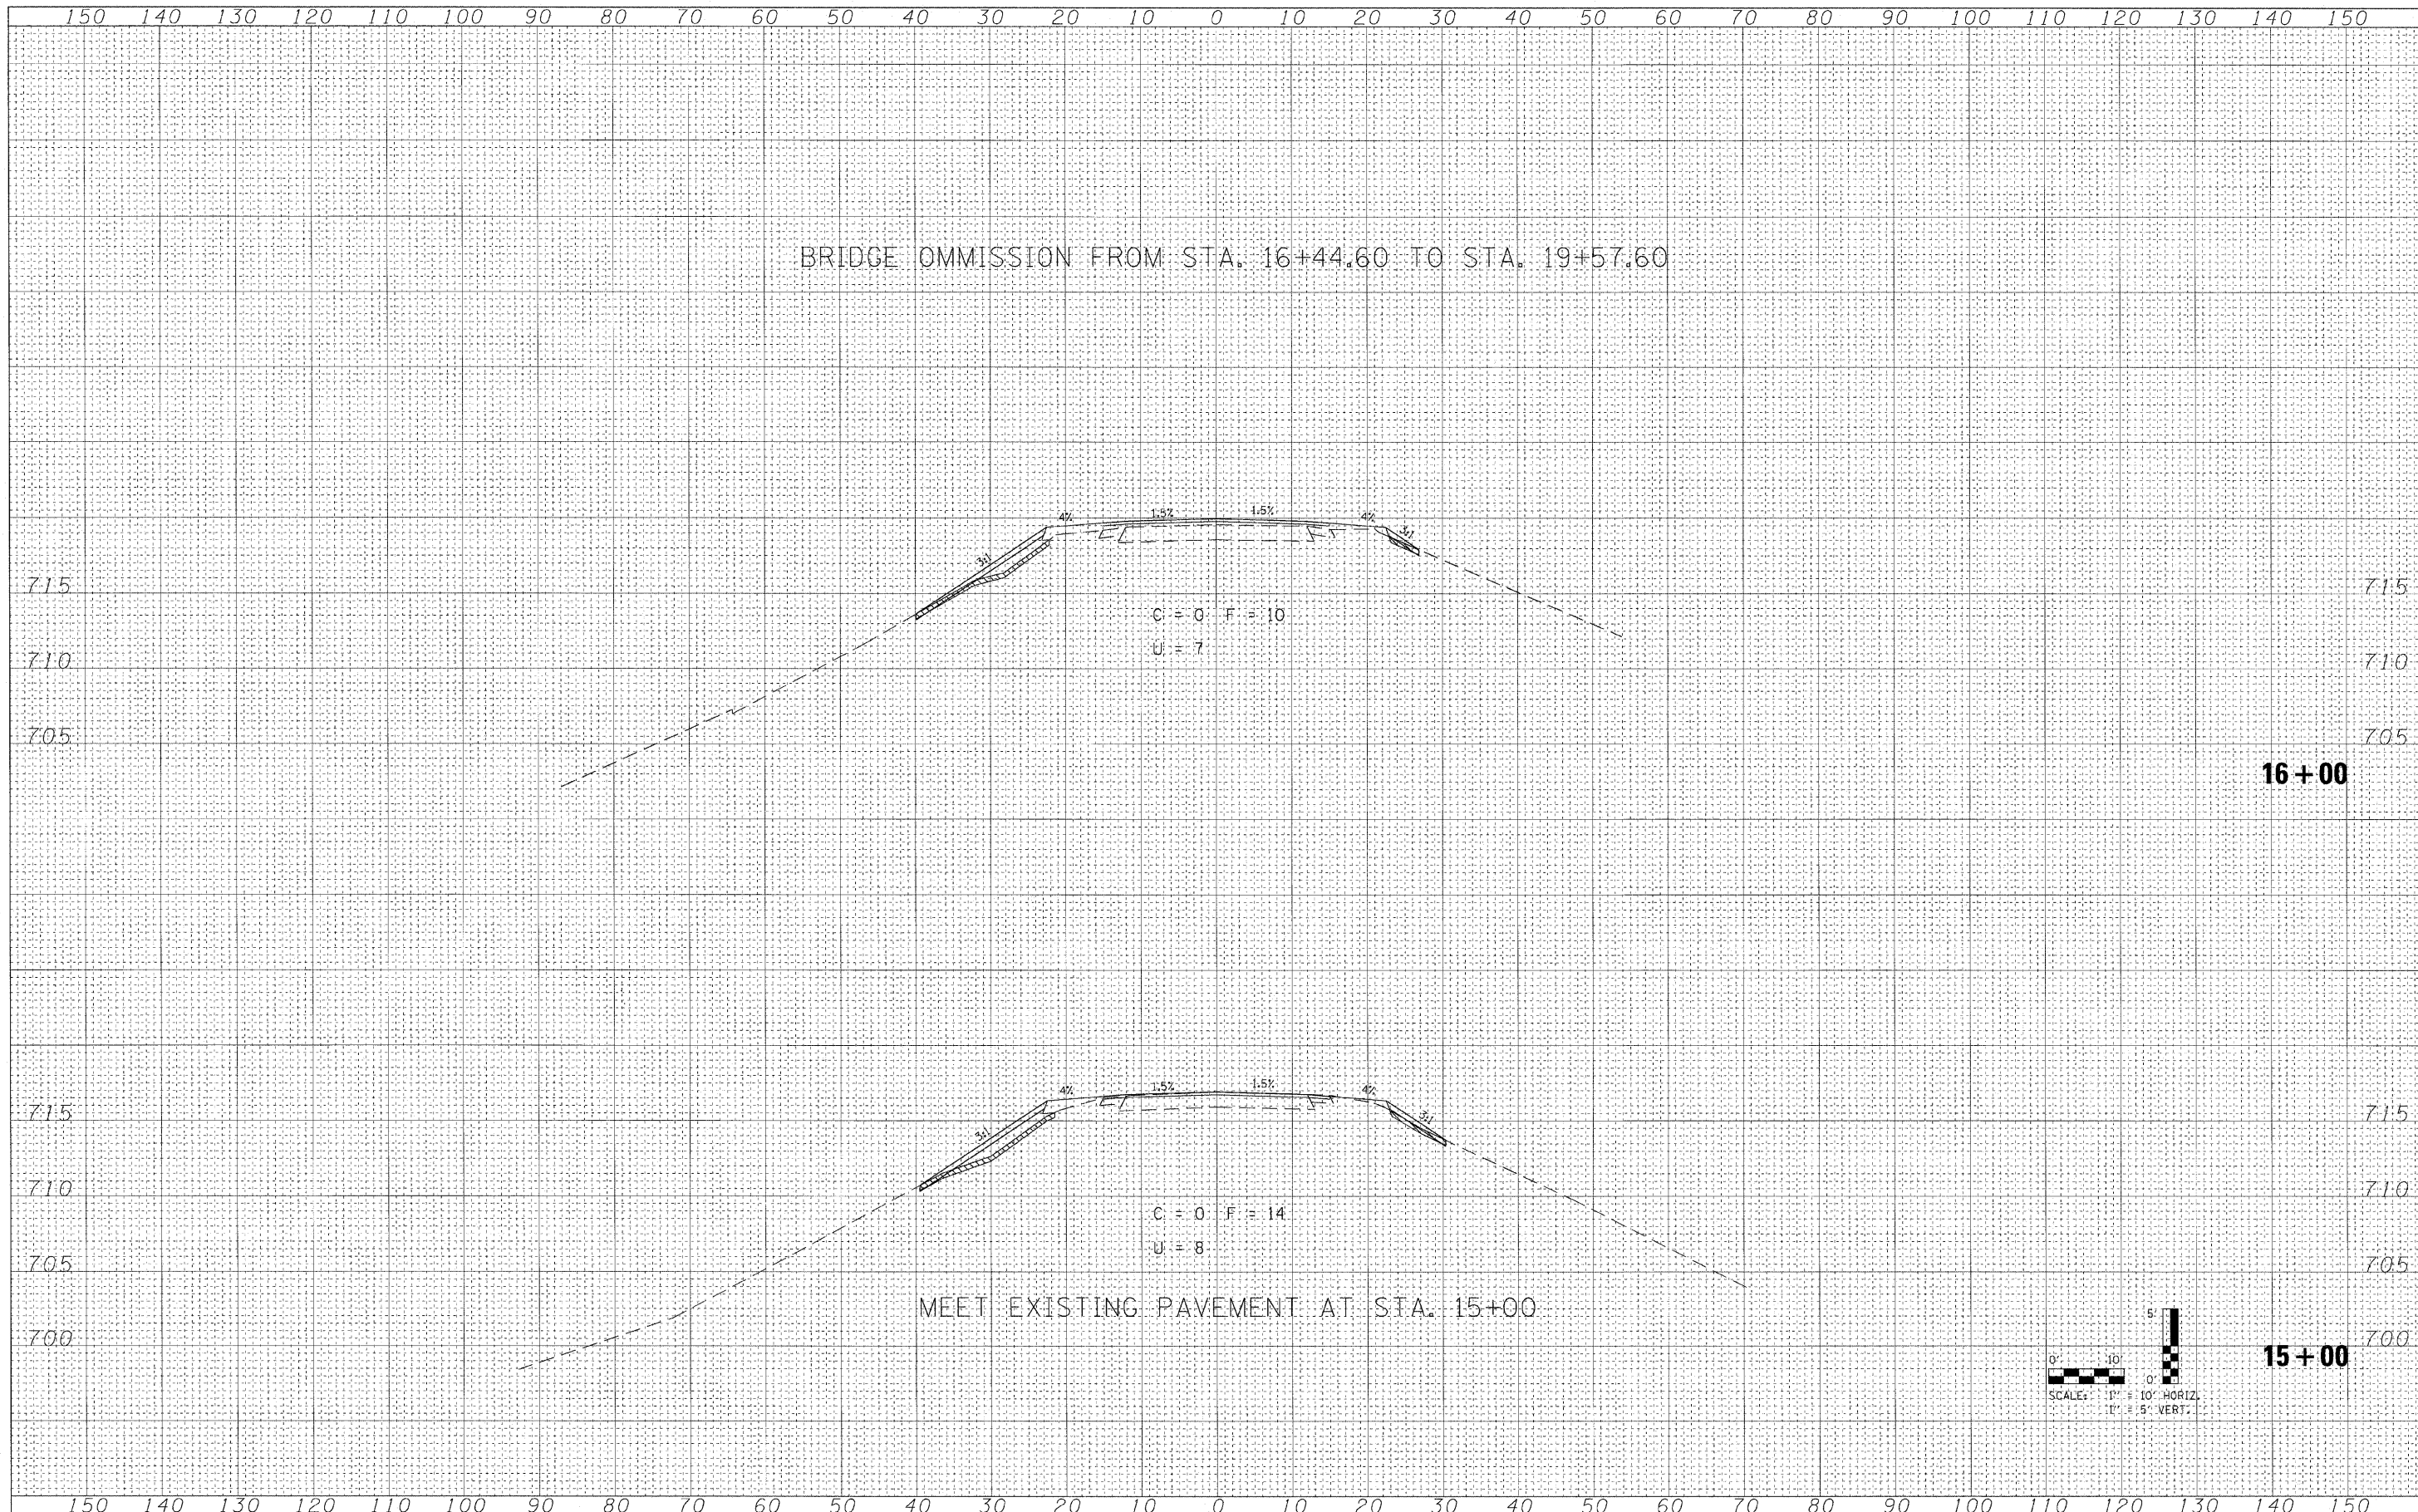 150 140 130 120 110 100 90 80 70 60 50 40 30 20 10 0 10 20 30 40 50 60 70 80 90 100 110 120 130 140 150
BRIDGE OMMISSION FROM STA. 16+44.60 TO STA. 19+57.60
4% 1.5% 1.5% 4%
3:1 3:1
715 715
C = 0 F = 10
U = 7
710 710
705 705
16+00
4% 1.5% 1.5% 4%
3:1 3:1
715 715
710 710
C = 0 F = 14
U = 8
705 705
MEET EXISTING PAVEMENT AT STA. 15+00
5'
700 700
15+00
0' 10'
0'
SCALE: 1" = 10' HORIZ.
1" = 5' VERT.
150 140 130 120 110 100 90 80 70 60 50 40 30 20 10 0 10 20 30 40 50 60 70 80 90 100 110 120 130 140 150